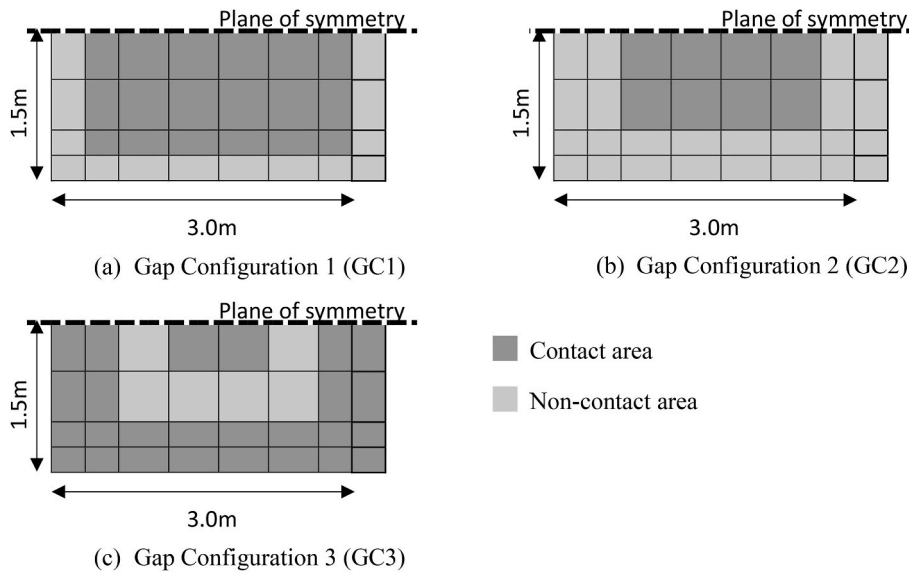 Plane of symmetry
1.5m
3.0m
(a) Gap Configuration 1 (GC1)
Plane of symmetry
1.5m
3.0m
(b) Gap Configuration 2 (GC2)
Plane of symmetry
1.5m
3.0m
(c) Gap Configuration 3 (GC3)
Contact area
Non-contact area